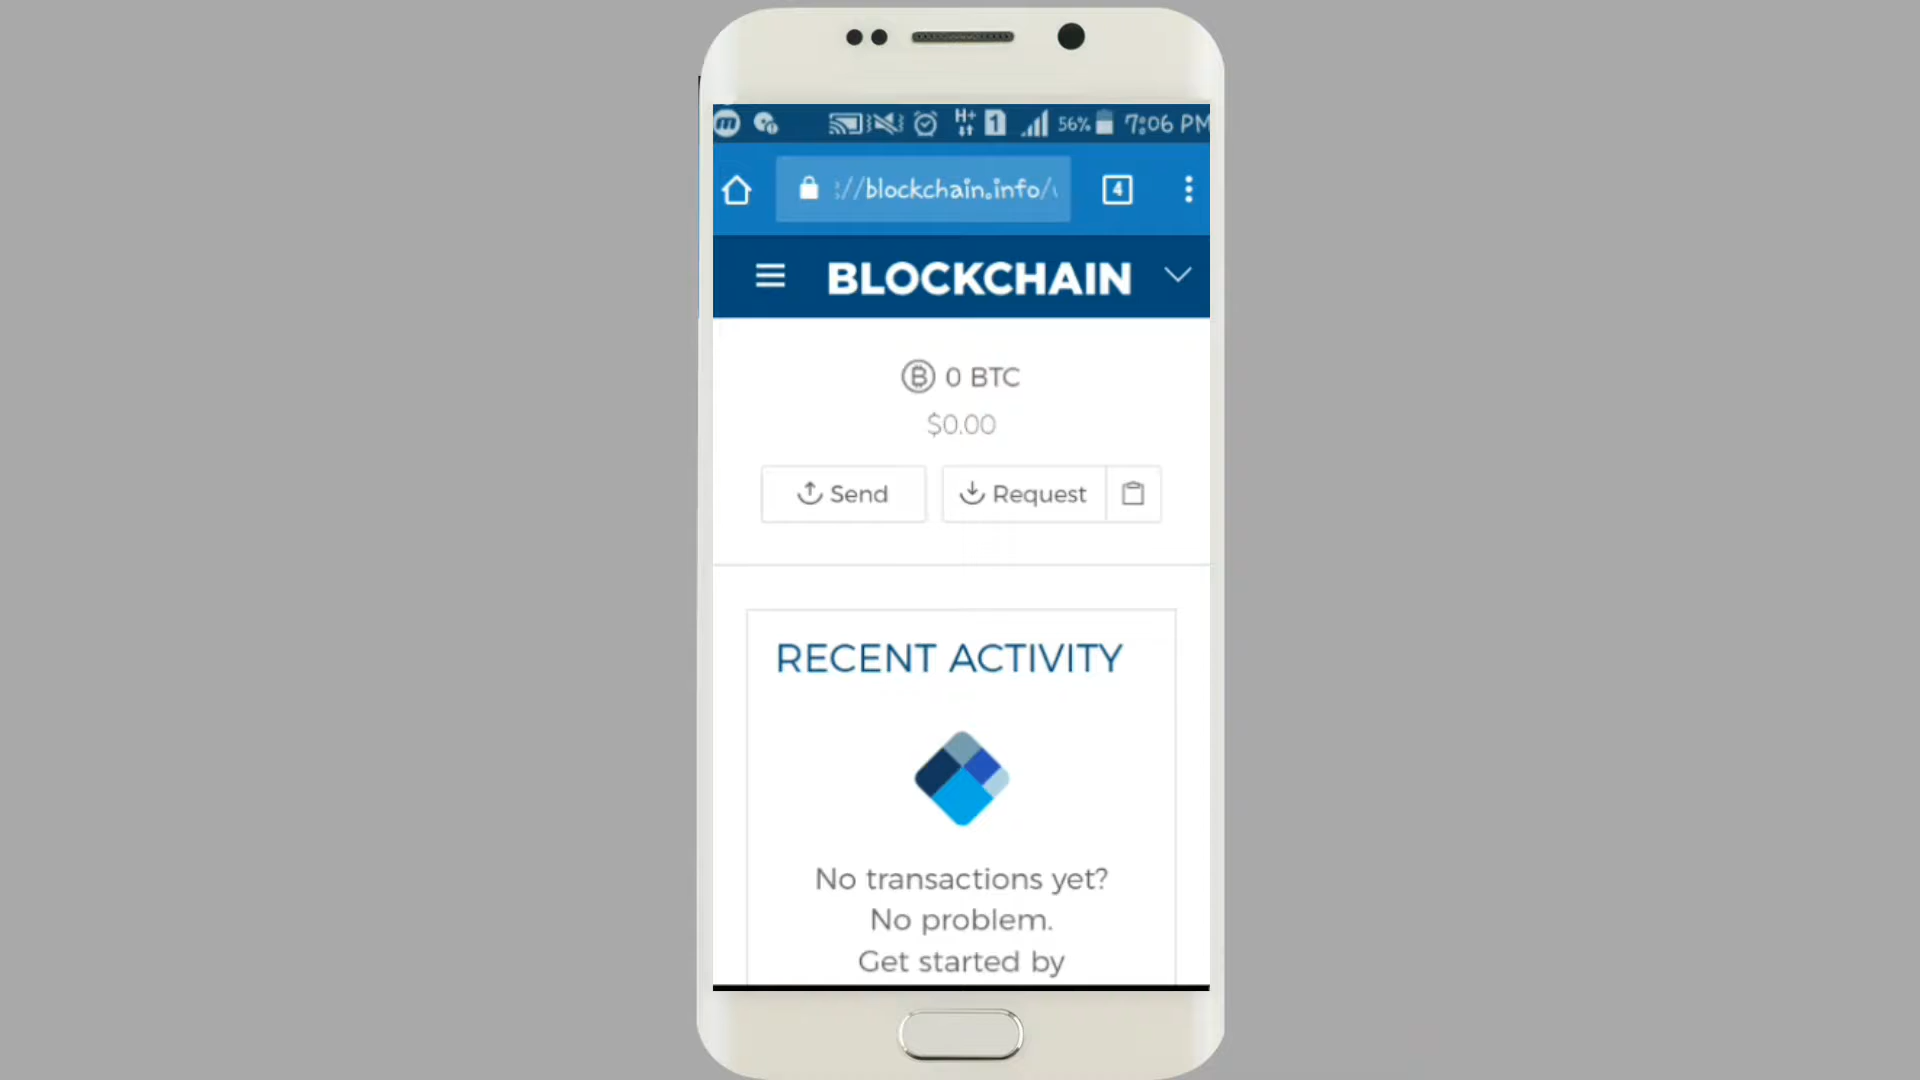 H+ 1 56% 7:06 PM
://blockchain.info/
4
BLOCKCHAIN
0 BTC
$0.00
Send Request
RECENT ACTIVITY
No transactions yet?
No problem.
Get started by